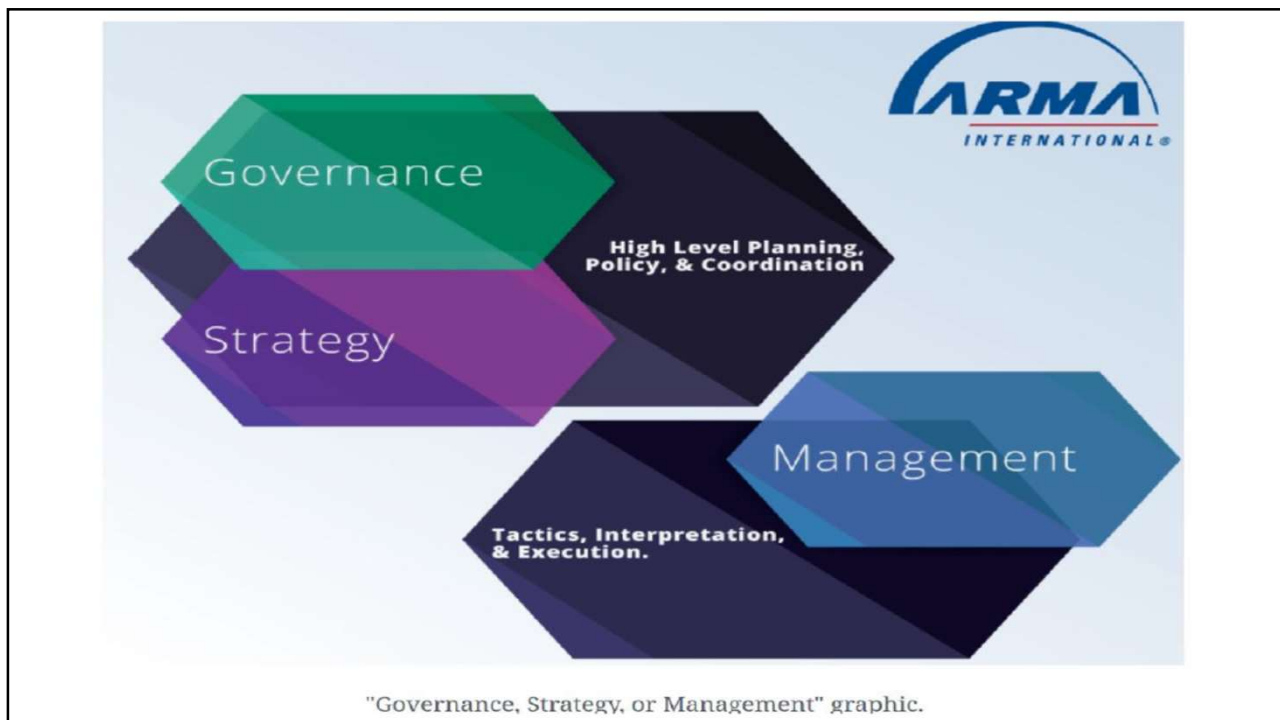 ARMA
INTERNATIONAL®
Governance
High Level Planning,
Policy, & Coordination
Strategy
Management
Tactics, Interpretation,
& Execution.
"Governance, Strategy, or Management" graphic.